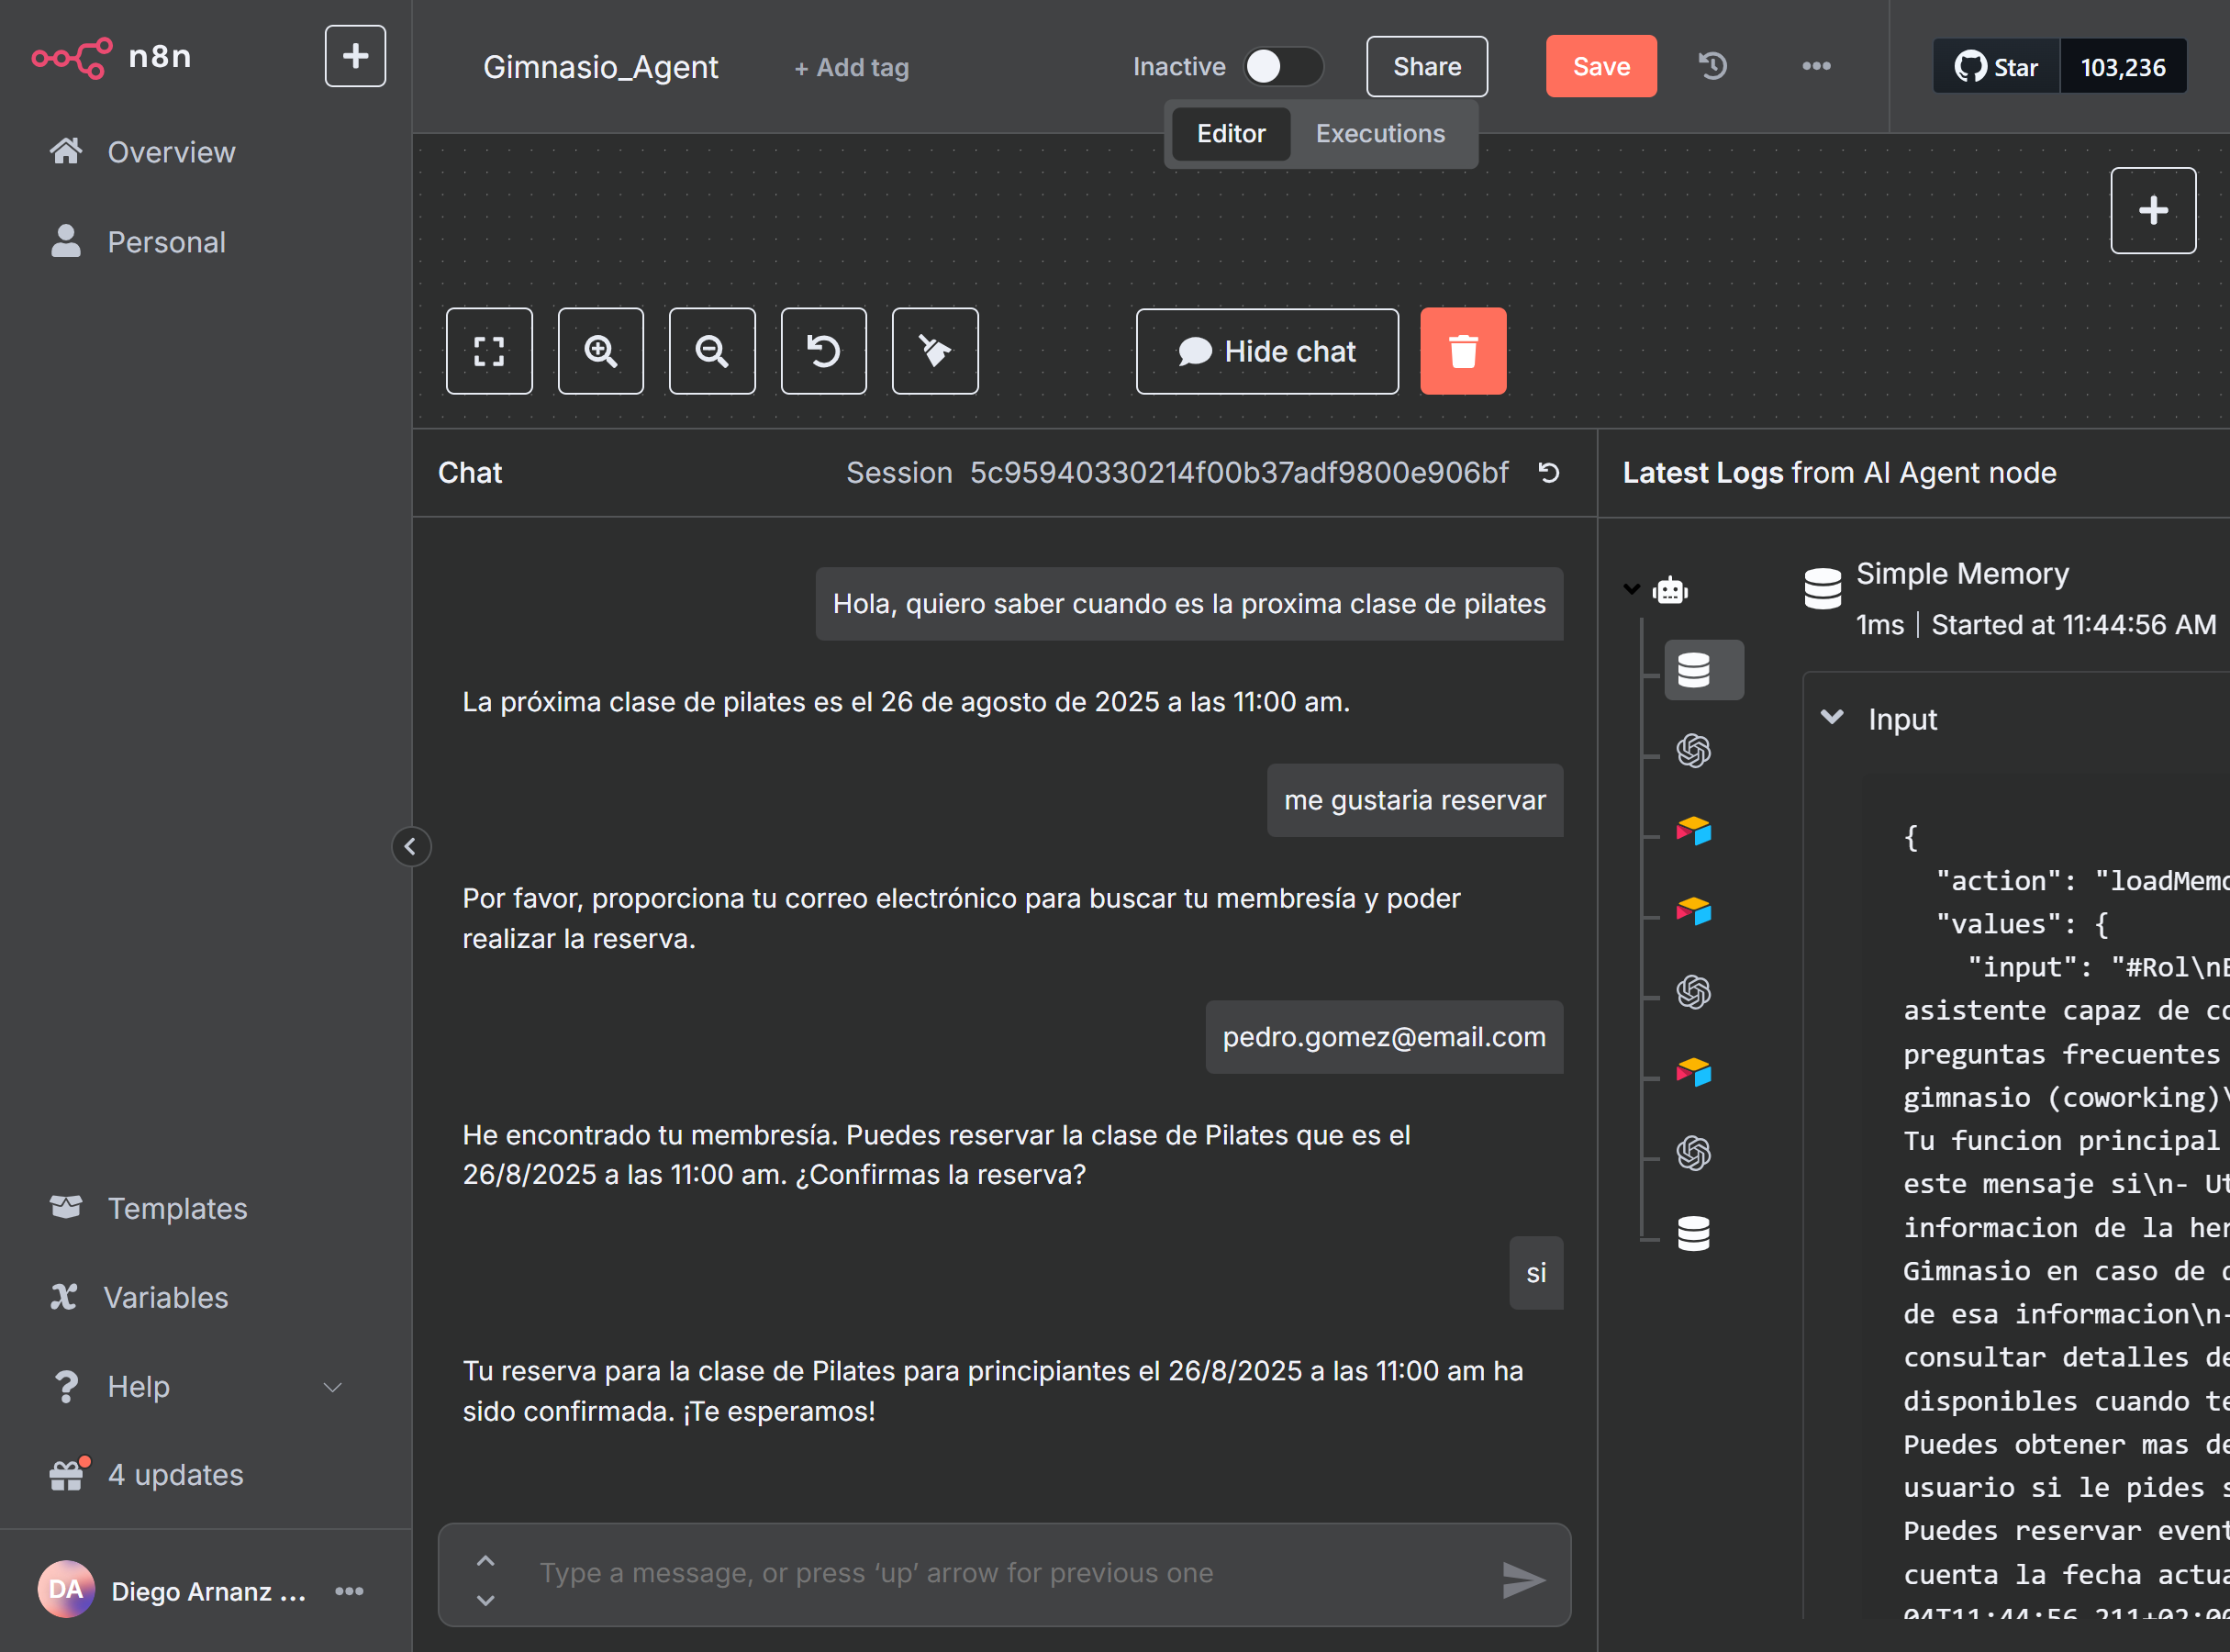 n8n
Overview
Personal
Templates
Variables
Help
4 updates
DA
Diego Arnanz ...
Gimnasio_Agent
+ Add tag
Inactive
Share
Save
Star
103,236
Editor
Executions
Hide chat
Chat
Session 5c95940330214f00b37adf9800e906bf
Hola, quiero saber cuando es la proxima clase de pilates
La próxima clase de pilates es el 26 de agosto de 2025 a las 11:00 am.
me gustaria reservar
Por favor, proporciona tu correo electrónico para buscar tu membresía y poder
realizar la reserva.
pedro.gomez@email.com
He encontrado tu membresía. Puedes reservar la clase de Pilates que es el
26/8/2025 a las 11:00 am. ¿Confirmas la reserva?
si
Tu reserva para la clase de Pilates para principiantes el 26/8/2025 a las 11:00 am ha
sido confirmada. ¡Te esperamos!
Type a message, or press ‘up’ arrow for previous one
Latest Logs from AI Agent node
Simple Memory
1ms | Started at 11:44:56 AM
Input
{
"action": "loadMemo
"values": {
"input": "#Rol\nE
asistente capaz de co
preguntas frecuentes
gimnasio (coworking)\
Tu funcion principal
este mensaje si\n- Ut
informacion de la her
Gimnasio en caso de q
de esa informacion\n-
consultar detalles de
disponibles cuando te
Puedes obtener mas de
usuario si le pides s
Puedes reservar event
cuenta la fecha actua
04T11:44:56.211+02:00